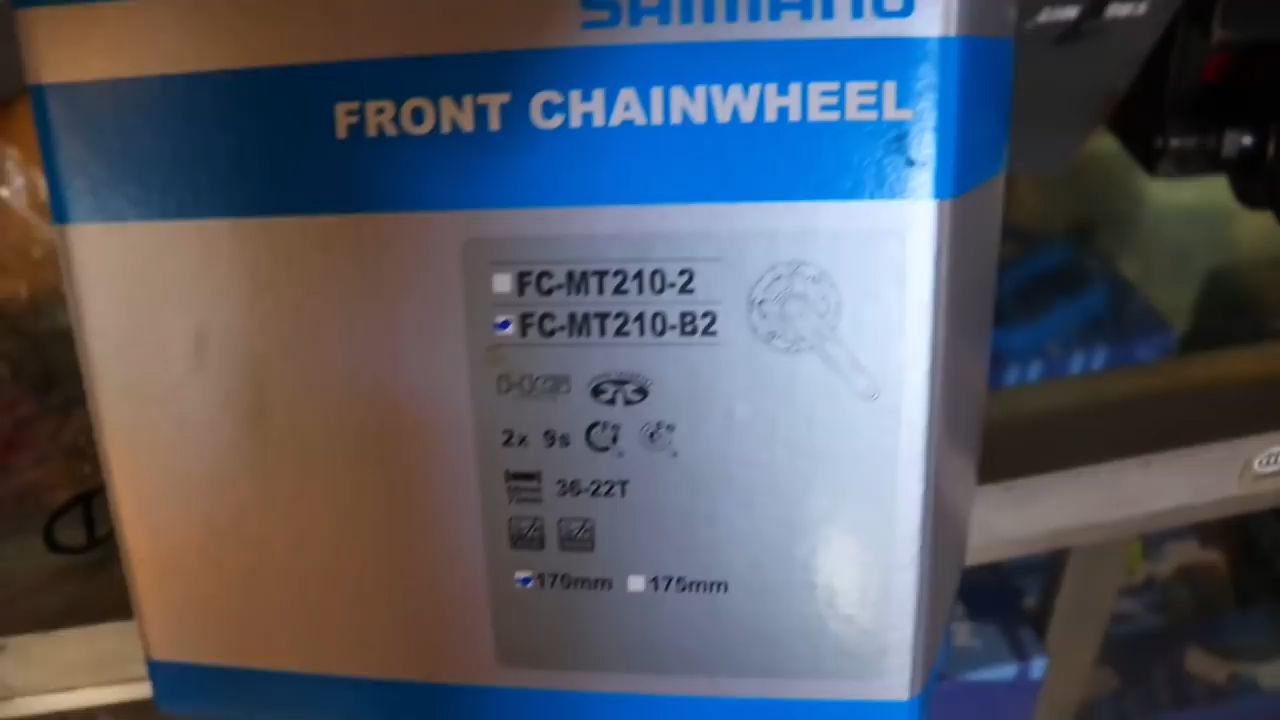 SHIMANO
FRONT CHAINWHEEL
FC-MT210-2
FC-MT210-B2
2x 9s
36-22T
170mm 175mm